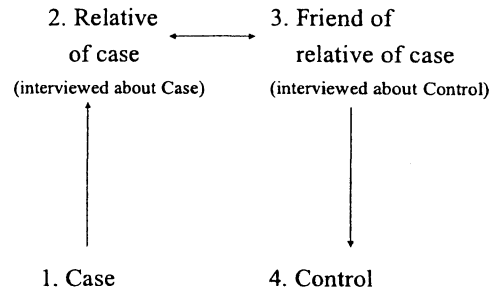 2. Relative
of case
(interviewed about Case)
3. Friend of
relative of case
(interviewed about Control)
1. Case
4. Control